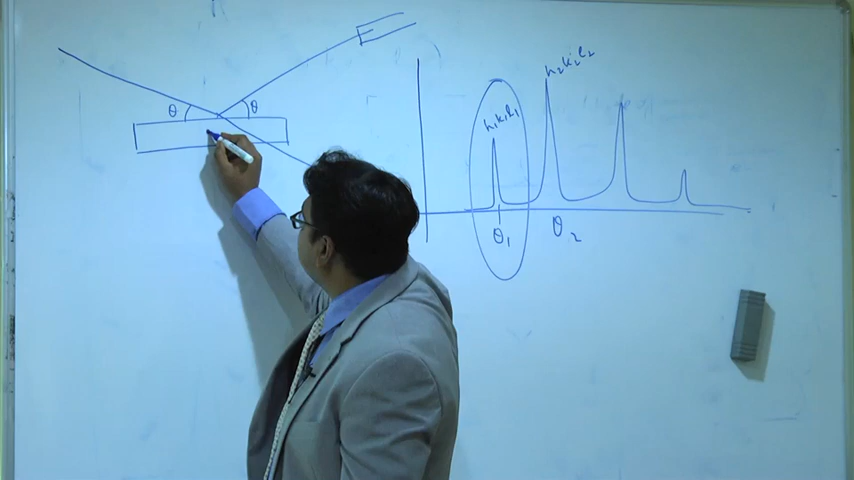 θ θ
h₁k₁l₁
h₂k₂l₂
θ₁ θ₂